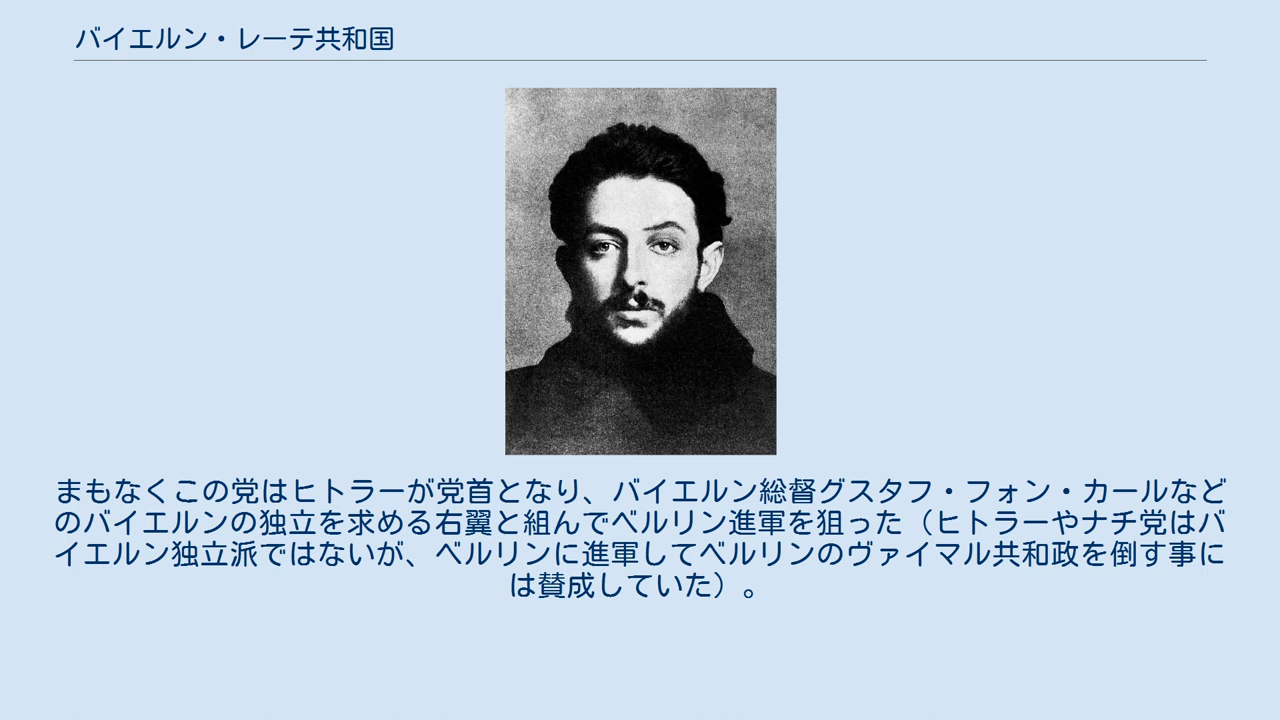 バイエルン・レーテ共和国
まもなくこの党はヒトラーが党首となり、バイエルン総督グスタフ・フォン・カールなど
のバイエルンの独立を求める右翼と組んでベルリン進軍を狙った（ヒトラーやナチ党はバ
イエルン独立派ではないが、ベルリンに進軍してベルリンのヴァイマル共和政を倒す事に
は賛成していた）。